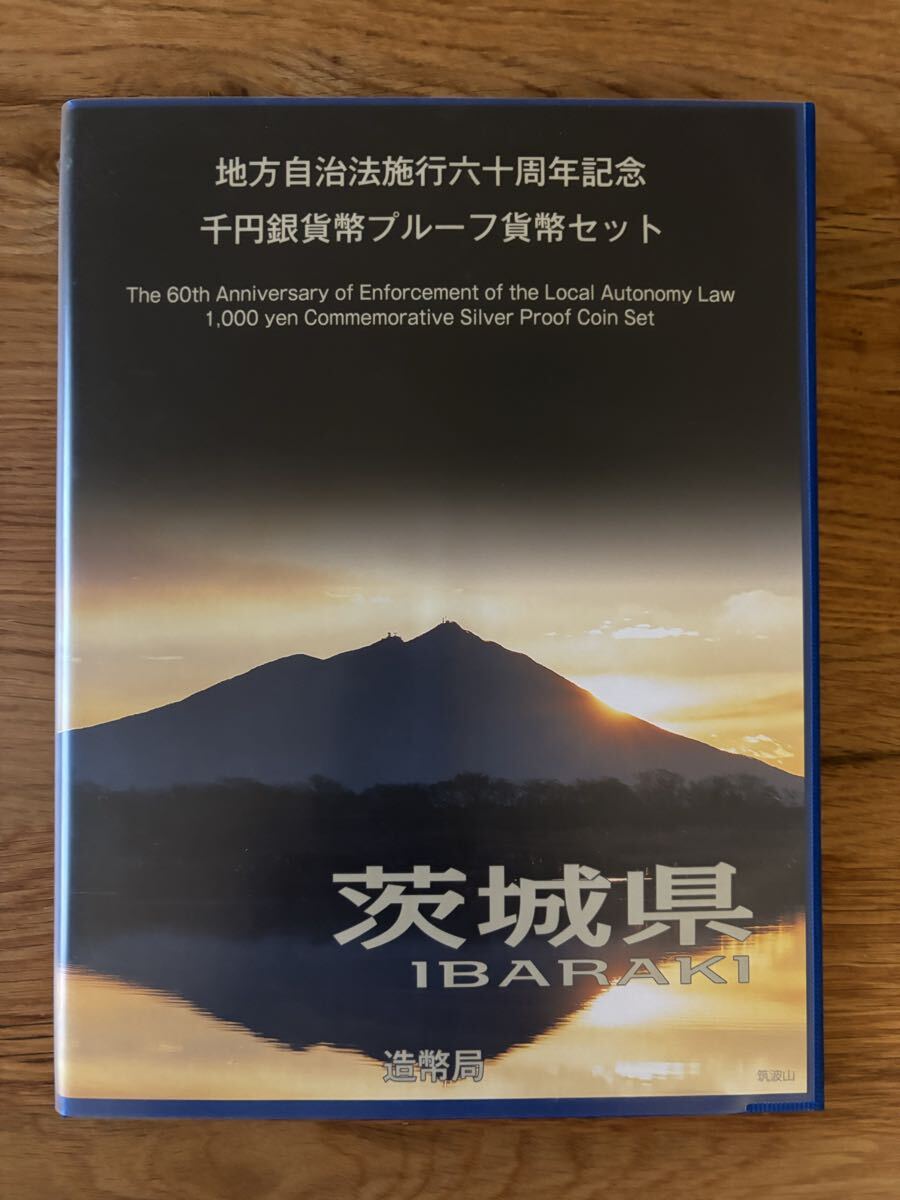 地方自治法施行六十周年記念
千円銀貨幣プルーフ貨幣セット
The 60th Anniversary of Enforcement of the Local Autonomy Law
1,000 yen Commemorative Silver Proof Coin Set
茨城県
IBARAKI
造幣局
筑波山